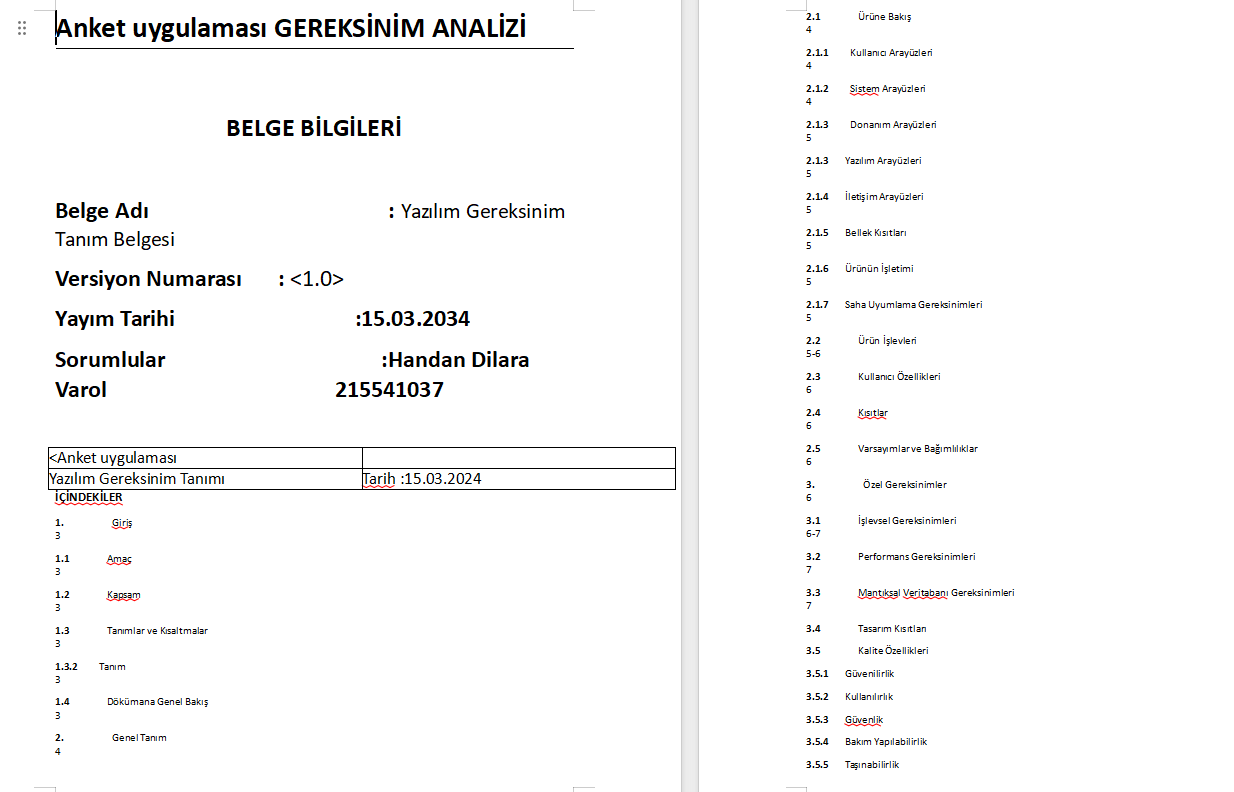 Anket uygulaması GEREKSİNİM ANALİZİ
BELGE BİLGİLERİ
Belge Adı : Yazılım Gereksinim
Tanım Belgesi
Versiyon Numarası : <1.0>
Yayım Tarihi :15.03.2034
Sorumlular :Handan Dilara
Varol 215541037
<Anket uygulaması
Yazılım Gereksinim Tanımı Tarih :15.03.2024
İÇİNDEKİLER
1. Giriş
3
1.1 Amaç
3
1.2 Kapsam
3
1.3 Tanımlar ve Kısaltmalar
3
1.3.2 Tanım
3
1.4 Dökümana Genel Bakış
3
2. Genel Tanım
4
2.1 Ürüne Bakış
4
2.1.1 Kullanıcı Arayüzleri
4
2.1.2 Sistem Arayüzleri
4
2.1.3 Donanım Arayüzleri
5
2.1.3 Yazılım Arayüzleri
5
2.1.4 İletişim Arayüzleri
5
2.1.5 Bellek Kısıtları
5
2.1.6 Ürünün İşletimi
5
2.1.7 Saha Uyumlama Gereksinimleri
5
2.2 Ürün İşlevleri
5-6
2.3 Kullanıcı Özellikleri
6
2.4 Kısıtlar
6
2.5 Varsayımlar ve Bağımlılıklar
6
3. Özel Gereksinimler
6
3.1 İşlevsel Gereksinimleri
6-7
3.2 Performans Gereksinimleri
7
3.3 Mantıksal Veritabanı Gereksinimleri
7
3.4 Tasarım Kısıtları
3.5 Kalite Özellikleri
3.5.1 Güvenilirlik
3.5.2 Kullanılırlık
3.5.3 Güvenlik
3.5.4 Bakım Yapılabilirlik
3.5.5 Taşınabilirlik